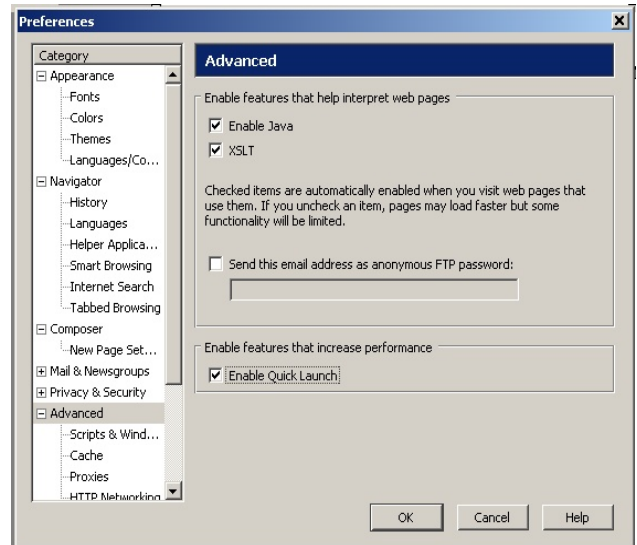 Preferences
Category
Appearance
Fonts
Colors
Themes
Languages/Co...
Navigator
History
Languages
Helper Applica...
Smart Browsing
Internet Search
Tabbed Browsing
Composer
New Page Set...
Mail & Newsgroups
Privacy & Security
Advanced
Scripts & Wind...
Cache
Proxies
HTTP Networking
Advanced
Enable features that help interpret web pages
Enable Java
XSLT
Checked items are automatically enabled when you visit web pages that
use them. If you uncheck an item, pages may load faster but some
functionality will be limited.
Send this email address as anonymous FTP password:
Enable features that increase performance
Enable Quick Launch
OK
Cancel
Help